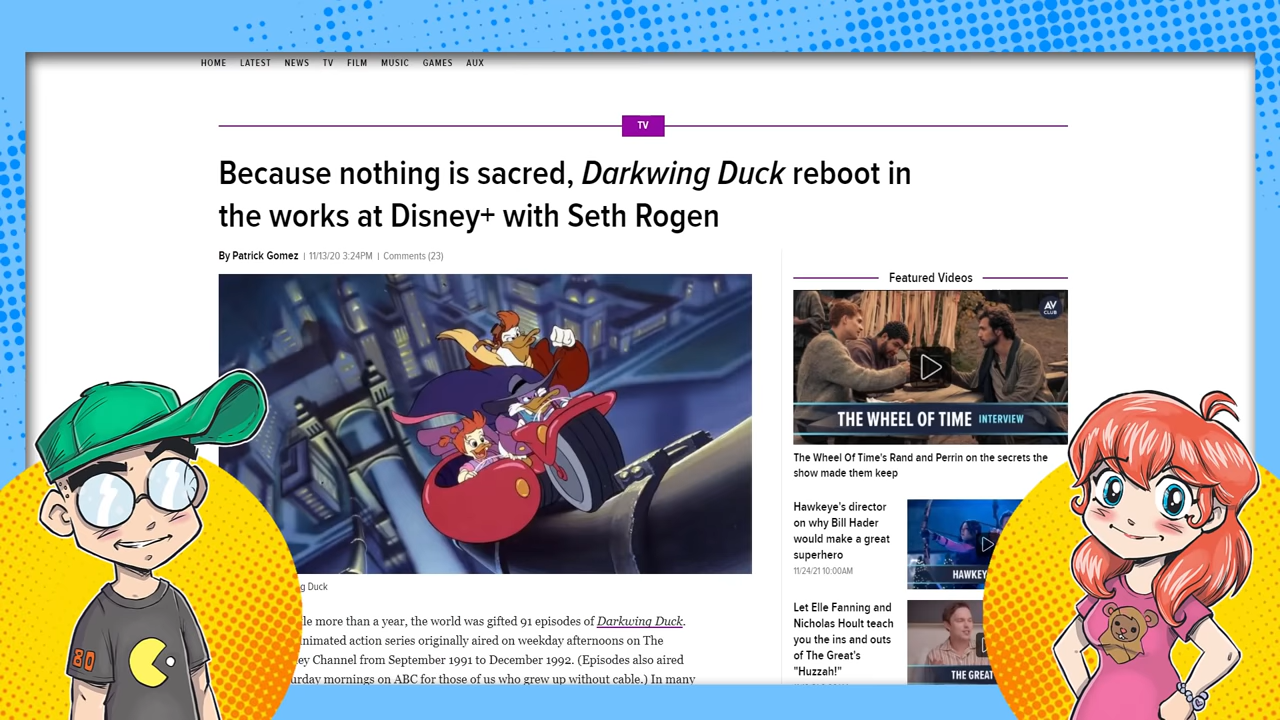 HOME LATEST NEWS TV FILM MUSIC GAMES AUX
TV
Because nothing is sacred, Darkwing Duck reboot in
the works at Disney+ with Seth Rogen
By Patrick Gomez | 11/13/20 3:24PM | Comments (23)
g Duck
le more than a year, the world was gifted 91 episodes of Darkwing Duck.
nimated action series originally aired on weekday afternoons on The
ey Channel from September 1991 to December 1992. (Episodes also aired
urday mornings on ABC for those of us who grew up without cable.) In many
Featured Videos
AV
CLUB
THE WHEEL OF TIME INTERVIEW
The Wheel Of Time's Rand and Perrin on the secrets the
show made them keep
Hawkeye's director
on why Bill Hader
would make a great
superhero
11/24/21 10:00AM
HAWKEY
Let Elle Fanning and
Nicholas Hoult teach
you the ins and outs
of The Great's
"Huzzah!"
THE GREAT
80